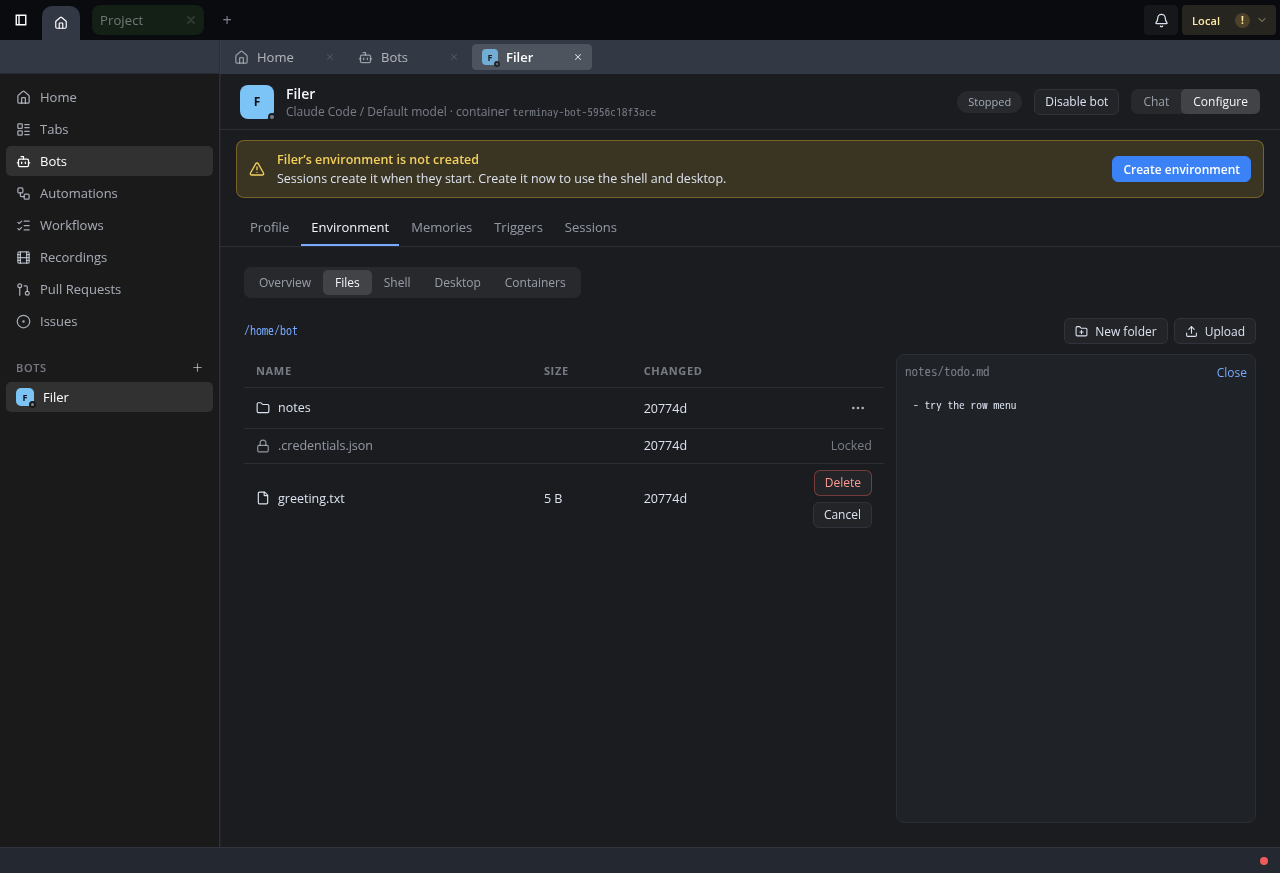 Project
Local !
Home
Bots
F Filer
Home
Tabs
Bots
Automations
Workflows
Recordings
Pull Requests
Issues
BOTS
F Filer
F
Filer
Claude Code / Default model · container terminay-bot-5956c18f3ace
Stopped
Disable bot
Chat
Configure
Filer’s environment is not created
Sessions create it when they start. Create it now to use the shell and desktop.
Create environment
Profile
Environment
Memories
Triggers
Sessions
Overview
Files
Shell
Desktop
Containers
/home/bot
New folder
Upload
NAME SIZE CHANGED
notes 20774d
.credentials.json 20774d Locked
greeting.txt 5 B 20774d
Delete
Cancel
notes/todo.md
Close
- try the row menu